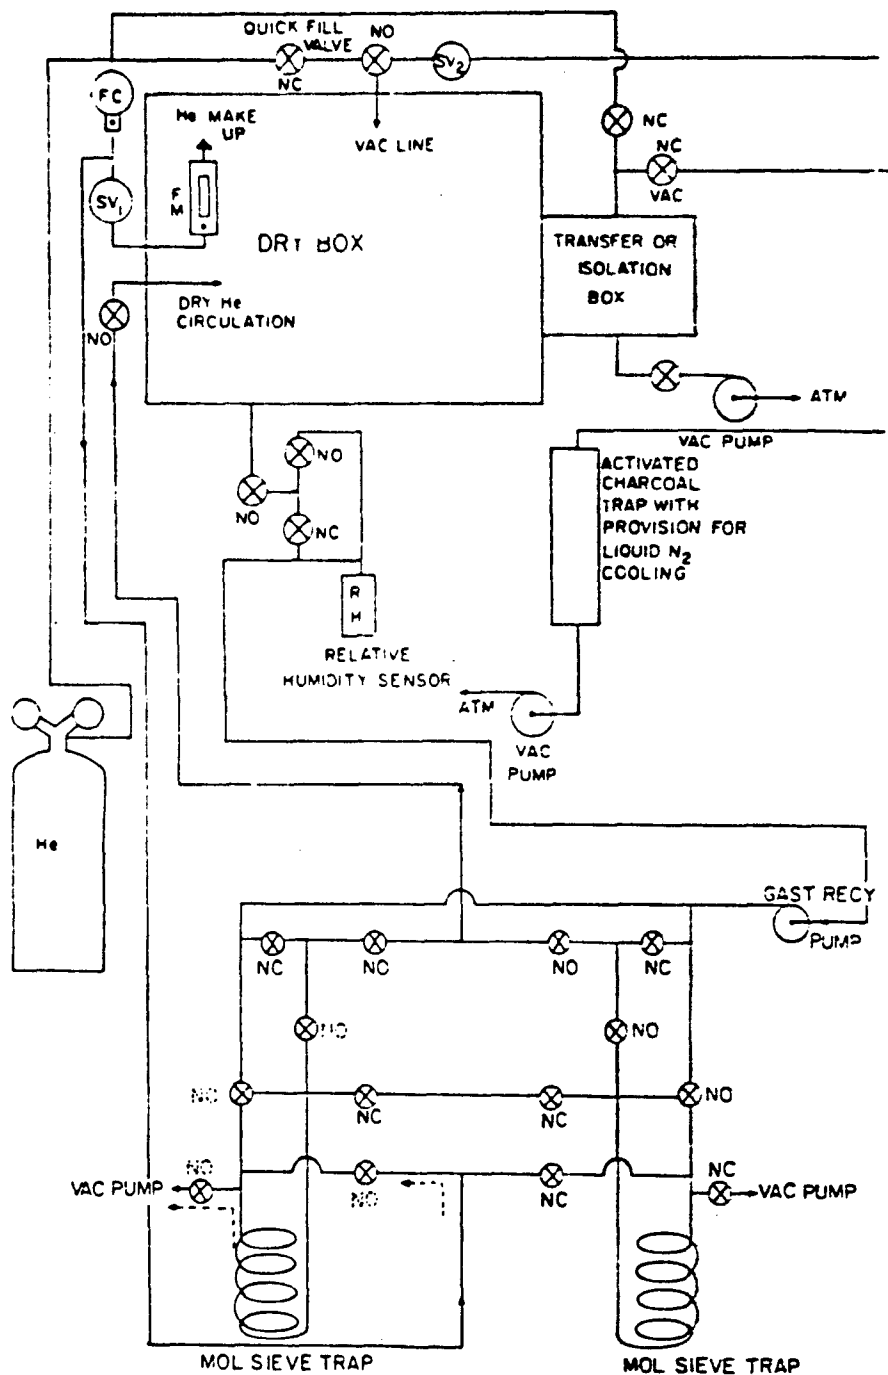 QUICK FILL
VALVE
NO
NC
SV2
FC
He MAKE
UP
VAC LINE
NC
NC
VAC
SV1
F
M
DRY BOX
TRANSFER OR
ISOLATION
BOX
DRY He
CIRCULATION
NO
ATM
VAC PUMP
NO
NO
NC
ACTIVATED
CHARCOAL
TRAP WITH
PROVISION FOR
LIQUID N2
COOLING
R
H
RELATIVE
HUMIDITY SENSOR
ATM
VAC
PUMP
He
GAST RECY
PUMP
NC
NC
NO
NC
NO
NO
NO
NC
NC
NO
VAC PUMP
NO
NO
NC
NC
VAC PUMP
MOL SIEVE TRAP
MOL SIEVE TRAP